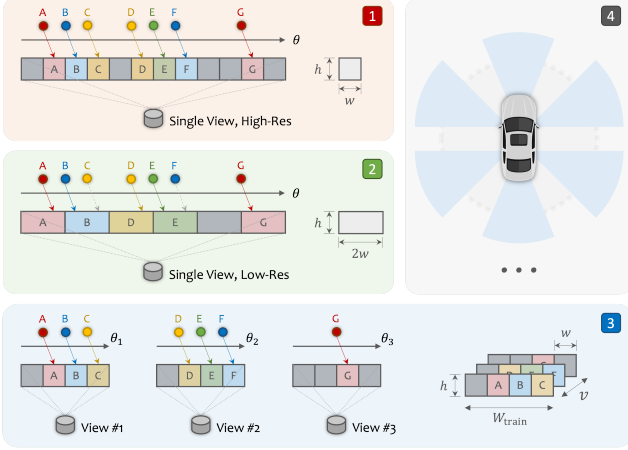 A B C D E F G
1
θ
A B C D E F G
h
w
Single View, High-Res
A B C D E F G
2
θ
A B D E G
h
2w
Single View, Low-Res
4
A B C
θ1
A B C
View #1
D E F
θ2
D E F
View #2
G
θ3
G
View #3
3
w
h
A B C
v
Wtrain